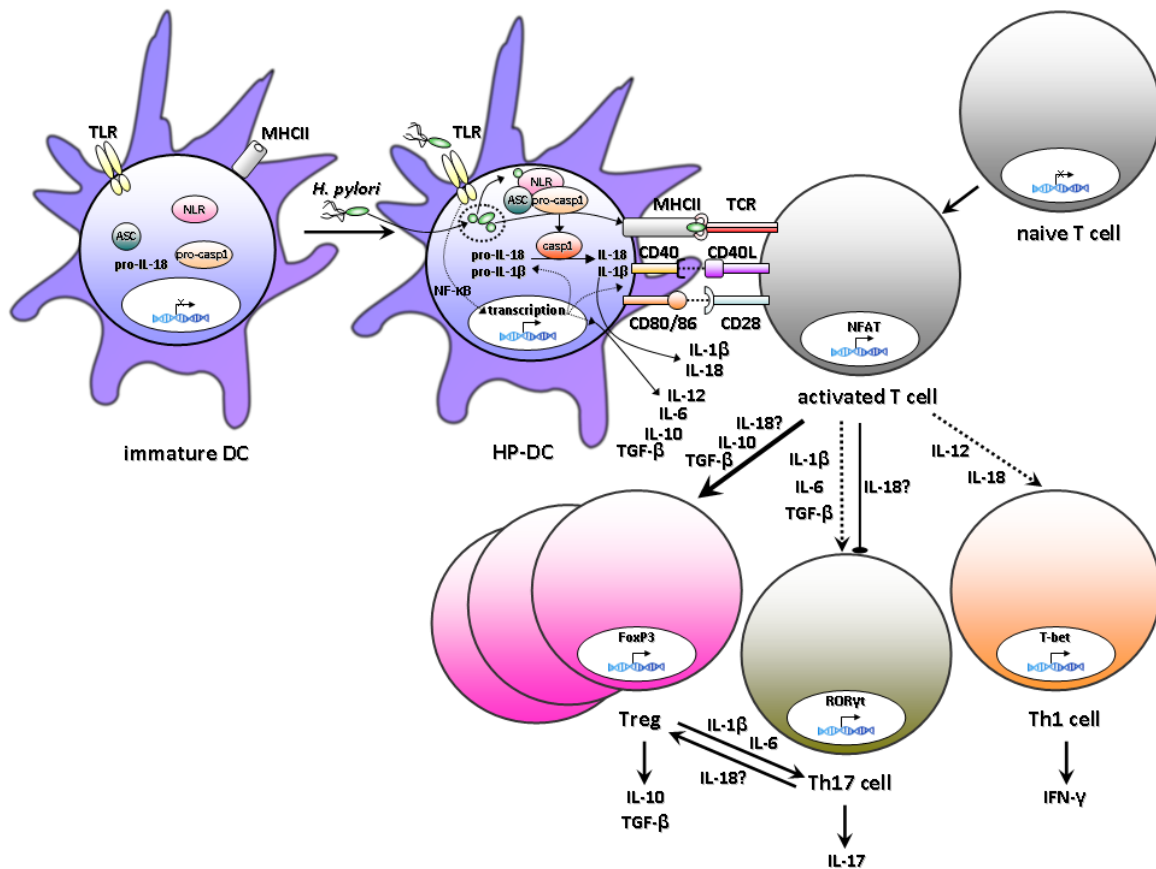 TLR
MHCII
NLR
ASC
pro-IL-18
pro-casp1
immature DC
H. pylori
TLR
NLR
ASC
pro-casp1
casp1
pro-IL-18
IL-18
pro-IL-1β
IL-1β
NF-κB
transcription
HP-DC
MHCII
TCR
CD40
CD40L
CD80/86
CD28
naive T cell
NFAT
activated T cell
IL-1β
IL-18
IL-12
IL-6
IL-10
TGF-β
IL-18?
IL-10
TGF-β
IL-1β
IL-6
TGF-β
IL-18?
IL-12
IL-18
FoxP3
Treg
RORγt
Th17 cell
T-bet
Th1 cell
IL-1β
IL-6
IL-18?
IL-10
TGF-β
IL-17
IFN-γ